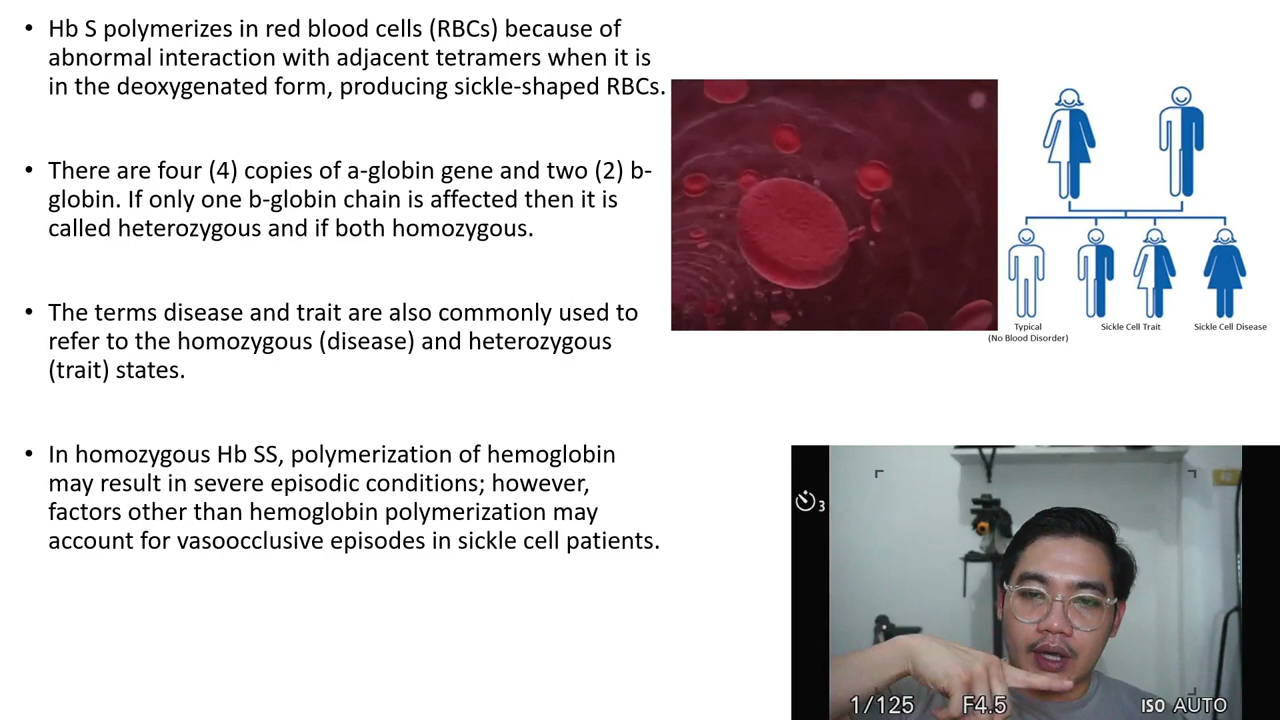 • Hb S polymerizes in red blood cells (RBCs) because of
abnormal interaction with adjacent tetramers when it is
in the deoxygenated form, producing sickle-shaped RBCs.
• There are four (4) copies of a-globin gene and two (2) b-
globin. If only one b-globin chain is affected then it is
called heterozygous and if both homozygous.
• The terms disease and trait are also commonly used to
refer to the homozygous (disease) and heterozygous
(trait) states.
• In homozygous Hb SS, polymerization of hemoglobin
may result in severe episodic conditions; however,
factors other than hemoglobin polymerization may
account for vasoocclusive episodes in sickle cell patients.
Typical
(No Blood Disorder)
Sickle Cell Trait
Sickle Cell Disease
3
1/125 F4.5 ISO AUTO